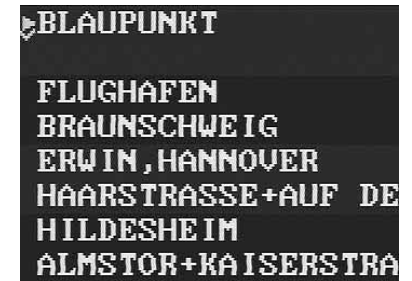 BLAUPUNKT
FLUGHAFEN
BRAUNSCHWEIG
ERWIN,HANNOVER
HAARSTRASSE+AUF DE
HILDESHEIM
ALMSTOR+KAISERSTRA